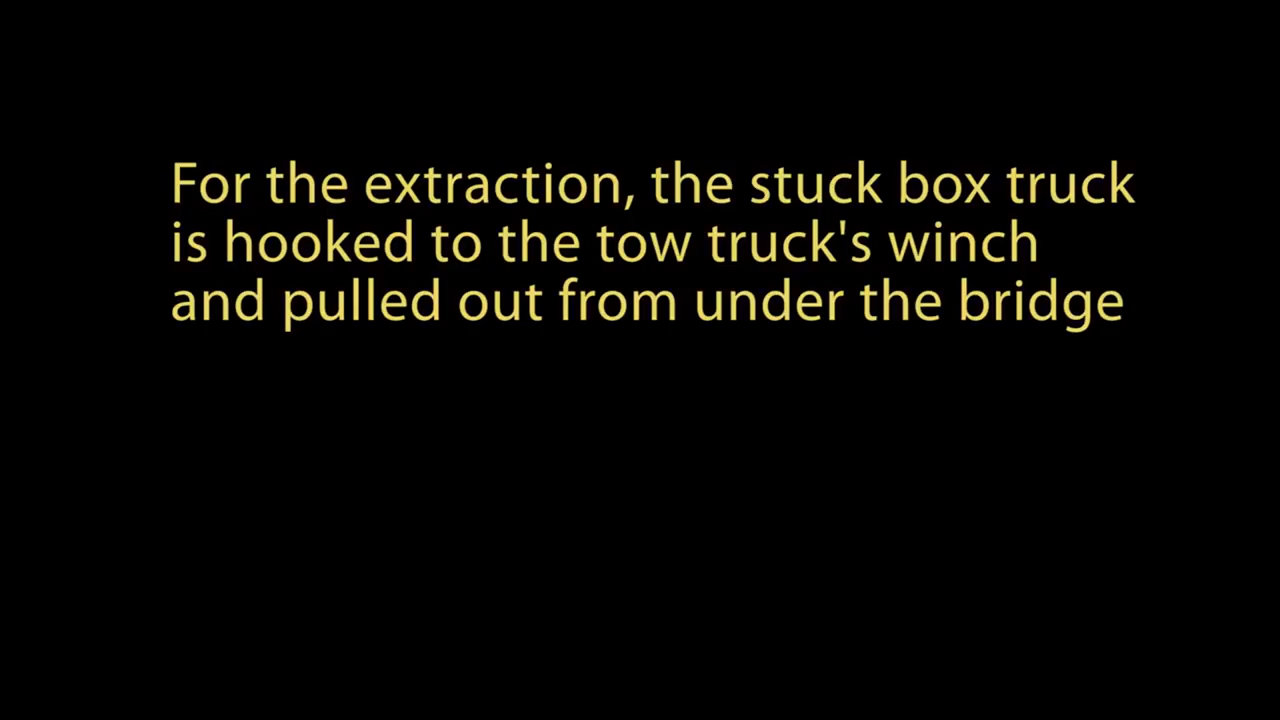 For the extraction, the stuck box truck
is hooked to the tow truck's winch
and pulled out from under the bridge